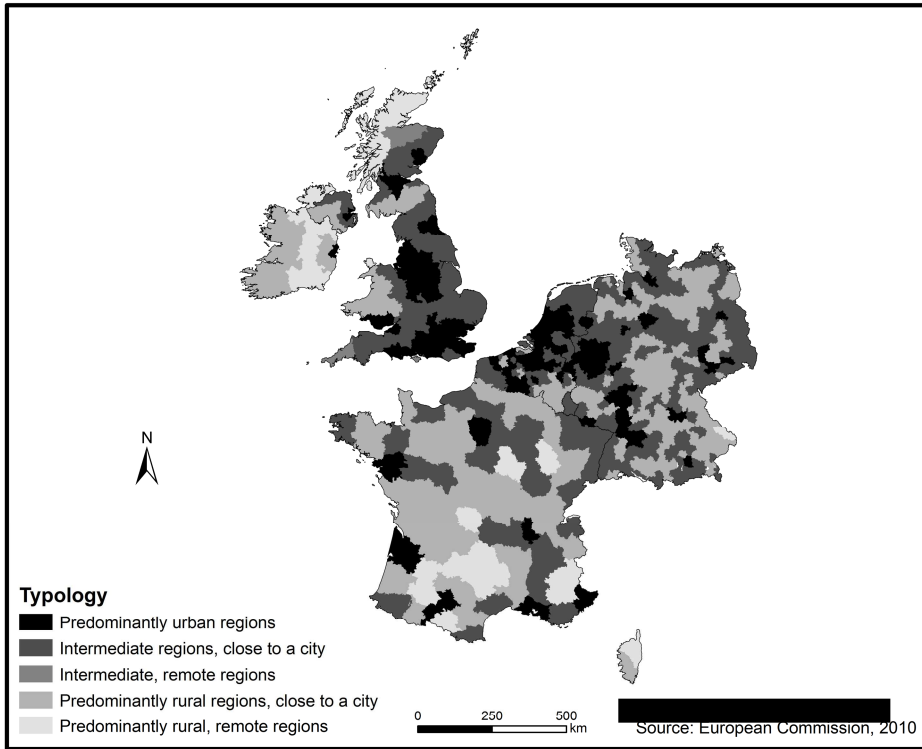 N
Typology
Predominantly urban regions
Intermediate regions, close to a city
Intermediate, remote regions
Predominantly rural regions, close to a city
Predominantly rural, remote regions
0 250 500
km
Source: European Commission, 2010